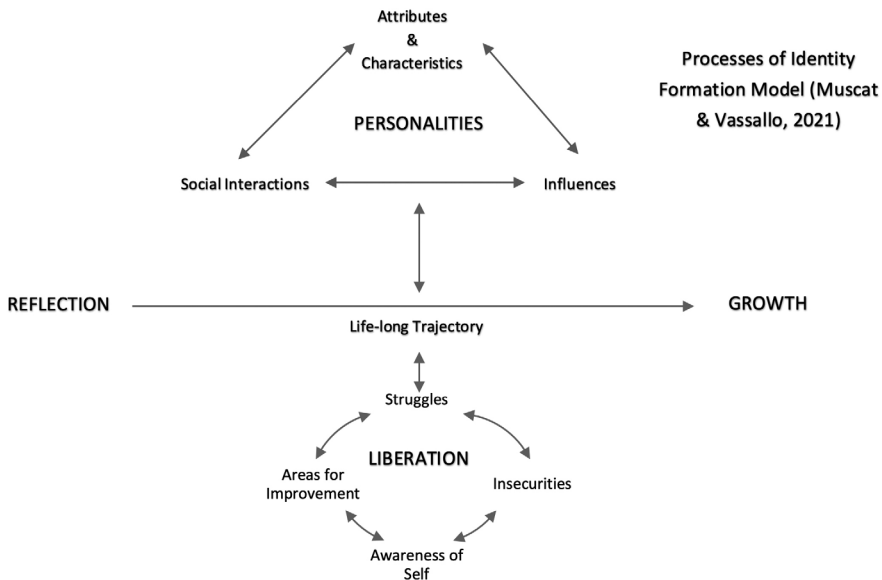 Attributes
&
Characteristics
Processes of Identity
Formation Model (Muscat
& Vassallo, 2021)
PERSONALITIES
Social Interactions
Influences
REFLECTION
GROWTH
Life-long Trajectory
Struggles
LIBERATION
Areas for
Improvement
Insecurities
Awareness of
Self